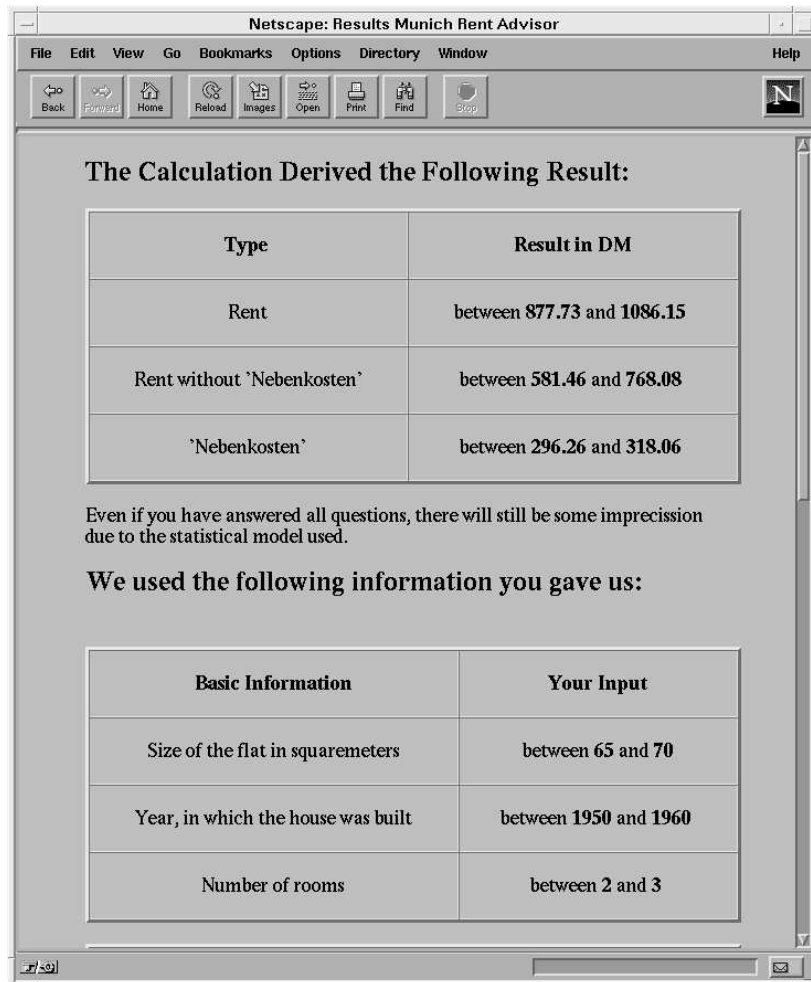 Netscape: Results Munich Rent Advisor
File Edit View Go Bookmarks Options Directory Window Help
Back Forward Home Reload Images Open Print Find Stop
N
The Calculation Derived the Following Result:
Type Result in DM
Rent between 877.73 and 1086.15
Rent without 'Nebenkosten' between 581.46 and 768.08
'Nebenkosten' between 296.26 and 318.06
Even if you have answered all questions, there will still be some imprecission
due to the statistical model used.
We used the following information you gave us:
Basic Information Your Input
Size of the flat in squaremeters between 65 and 70
Year, in which the house was built between 1950 and 1960
Number of rooms between 2 and 3